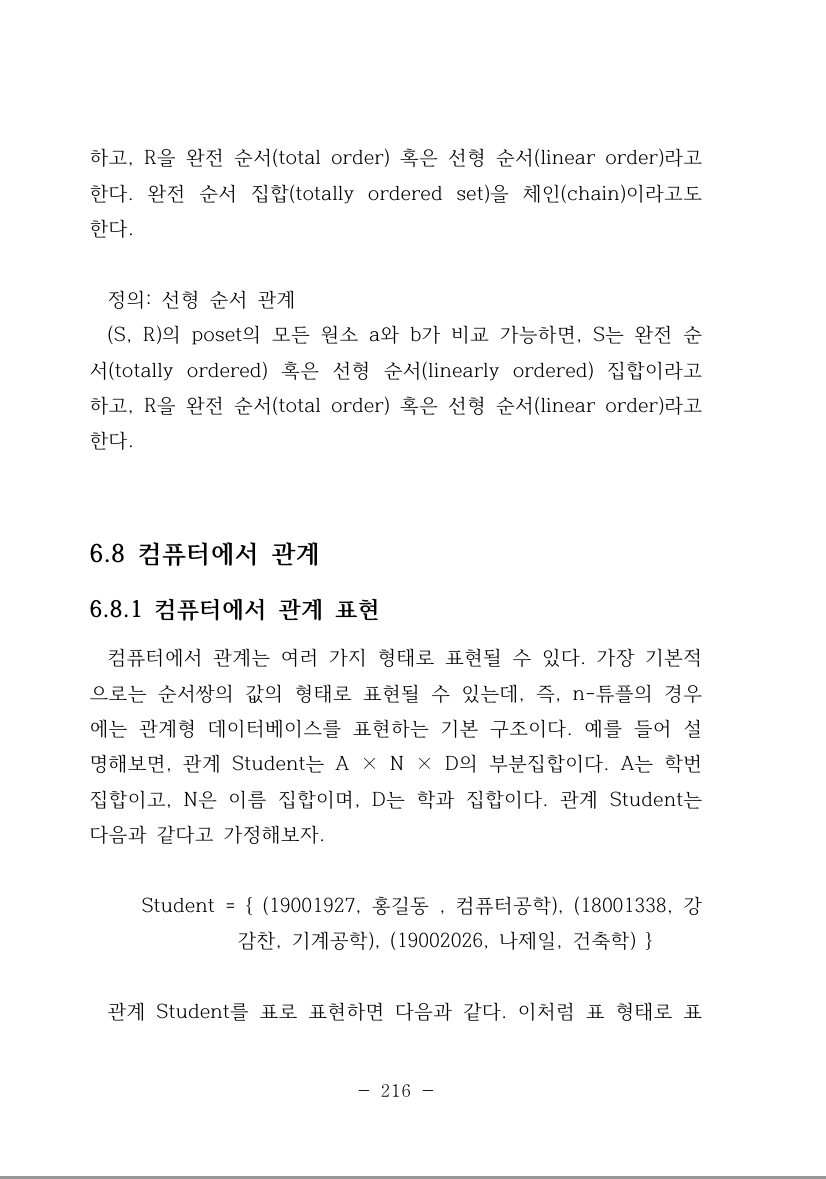 하고, R을 완전 순서(total order) 혹은 선형 순서(linear order)라고
한다. 완전 순서 집합(totally ordered set)을 체인(chain)이라고도
한다.
정의: 선형 순서 관계
(S, R)의 poset의 모든 원소 a와 b가 비교 가능하면, S는 완전 순
서(totally ordered) 혹은 선형 순서(linearly ordered) 집합이라고
하고, R을 완전 순서(total order) 혹은 선형 순서(linear order)라고
한다.
6.8 컴퓨터에서 관계
6.8.1 컴퓨터에서 관계 표현
컴퓨터에서 관계는 여러 가지 형태로 표현될 수 있다. 가장 기본적
으로는 순서쌍의 값의 형태로 표현될 수 있는데, 즉, n-튜플의 경우
에는 관계형 데이터베이스를 표현하는 기본 구조이다. 예를 들어 설
명해보면, 관계 Student는 A × N × D의 부분집합이다. A는 학번
집합이고, N은 이름 집합이며, D는 학과 집합이다. 관계 Student는
다음과 같다고 가정해보자.
Student = { (19001927, 홍길동 , 컴퓨터공학), (18001338, 강
감찬, 기계공학), (19002026, 나제일, 건축학) }
관계 Student를 표로 표현하면 다음과 같다. 이처럼 표 형태로 표
- 216 -